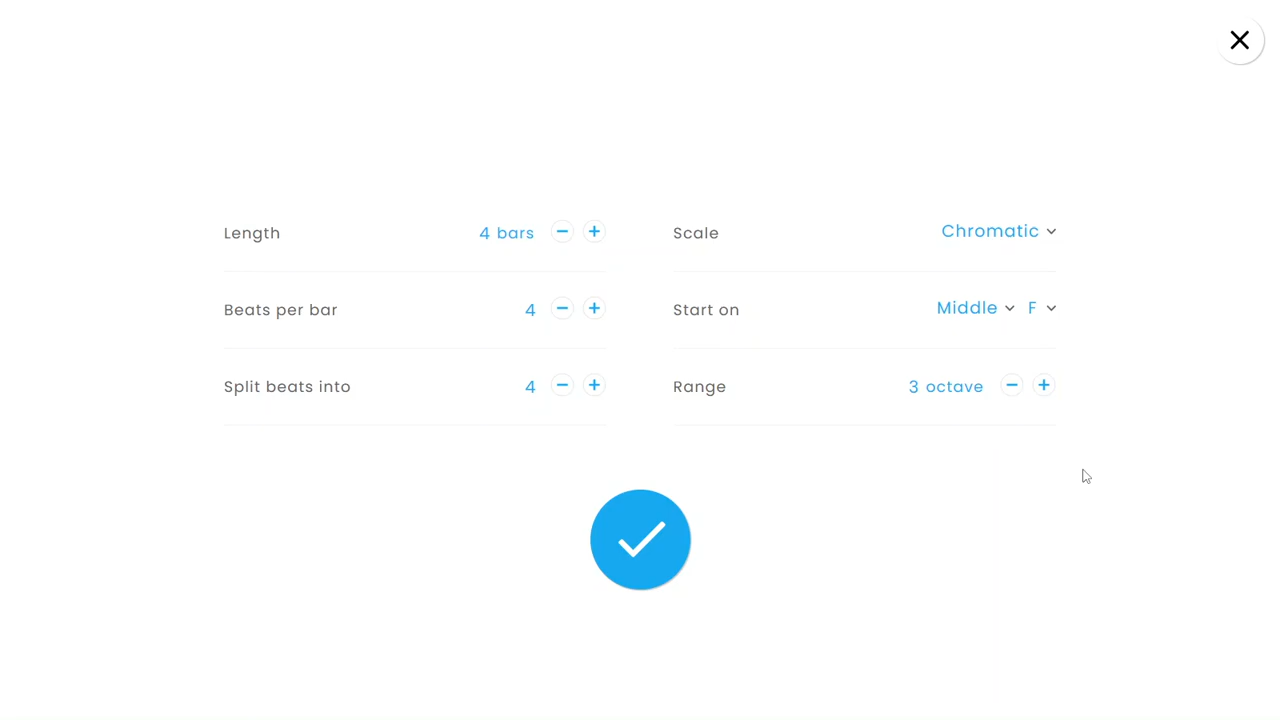 Length 4 bars
Scale Chromatic
Beats per bar 4
Start on Middle F
Split beats into 4
Range 3 octave